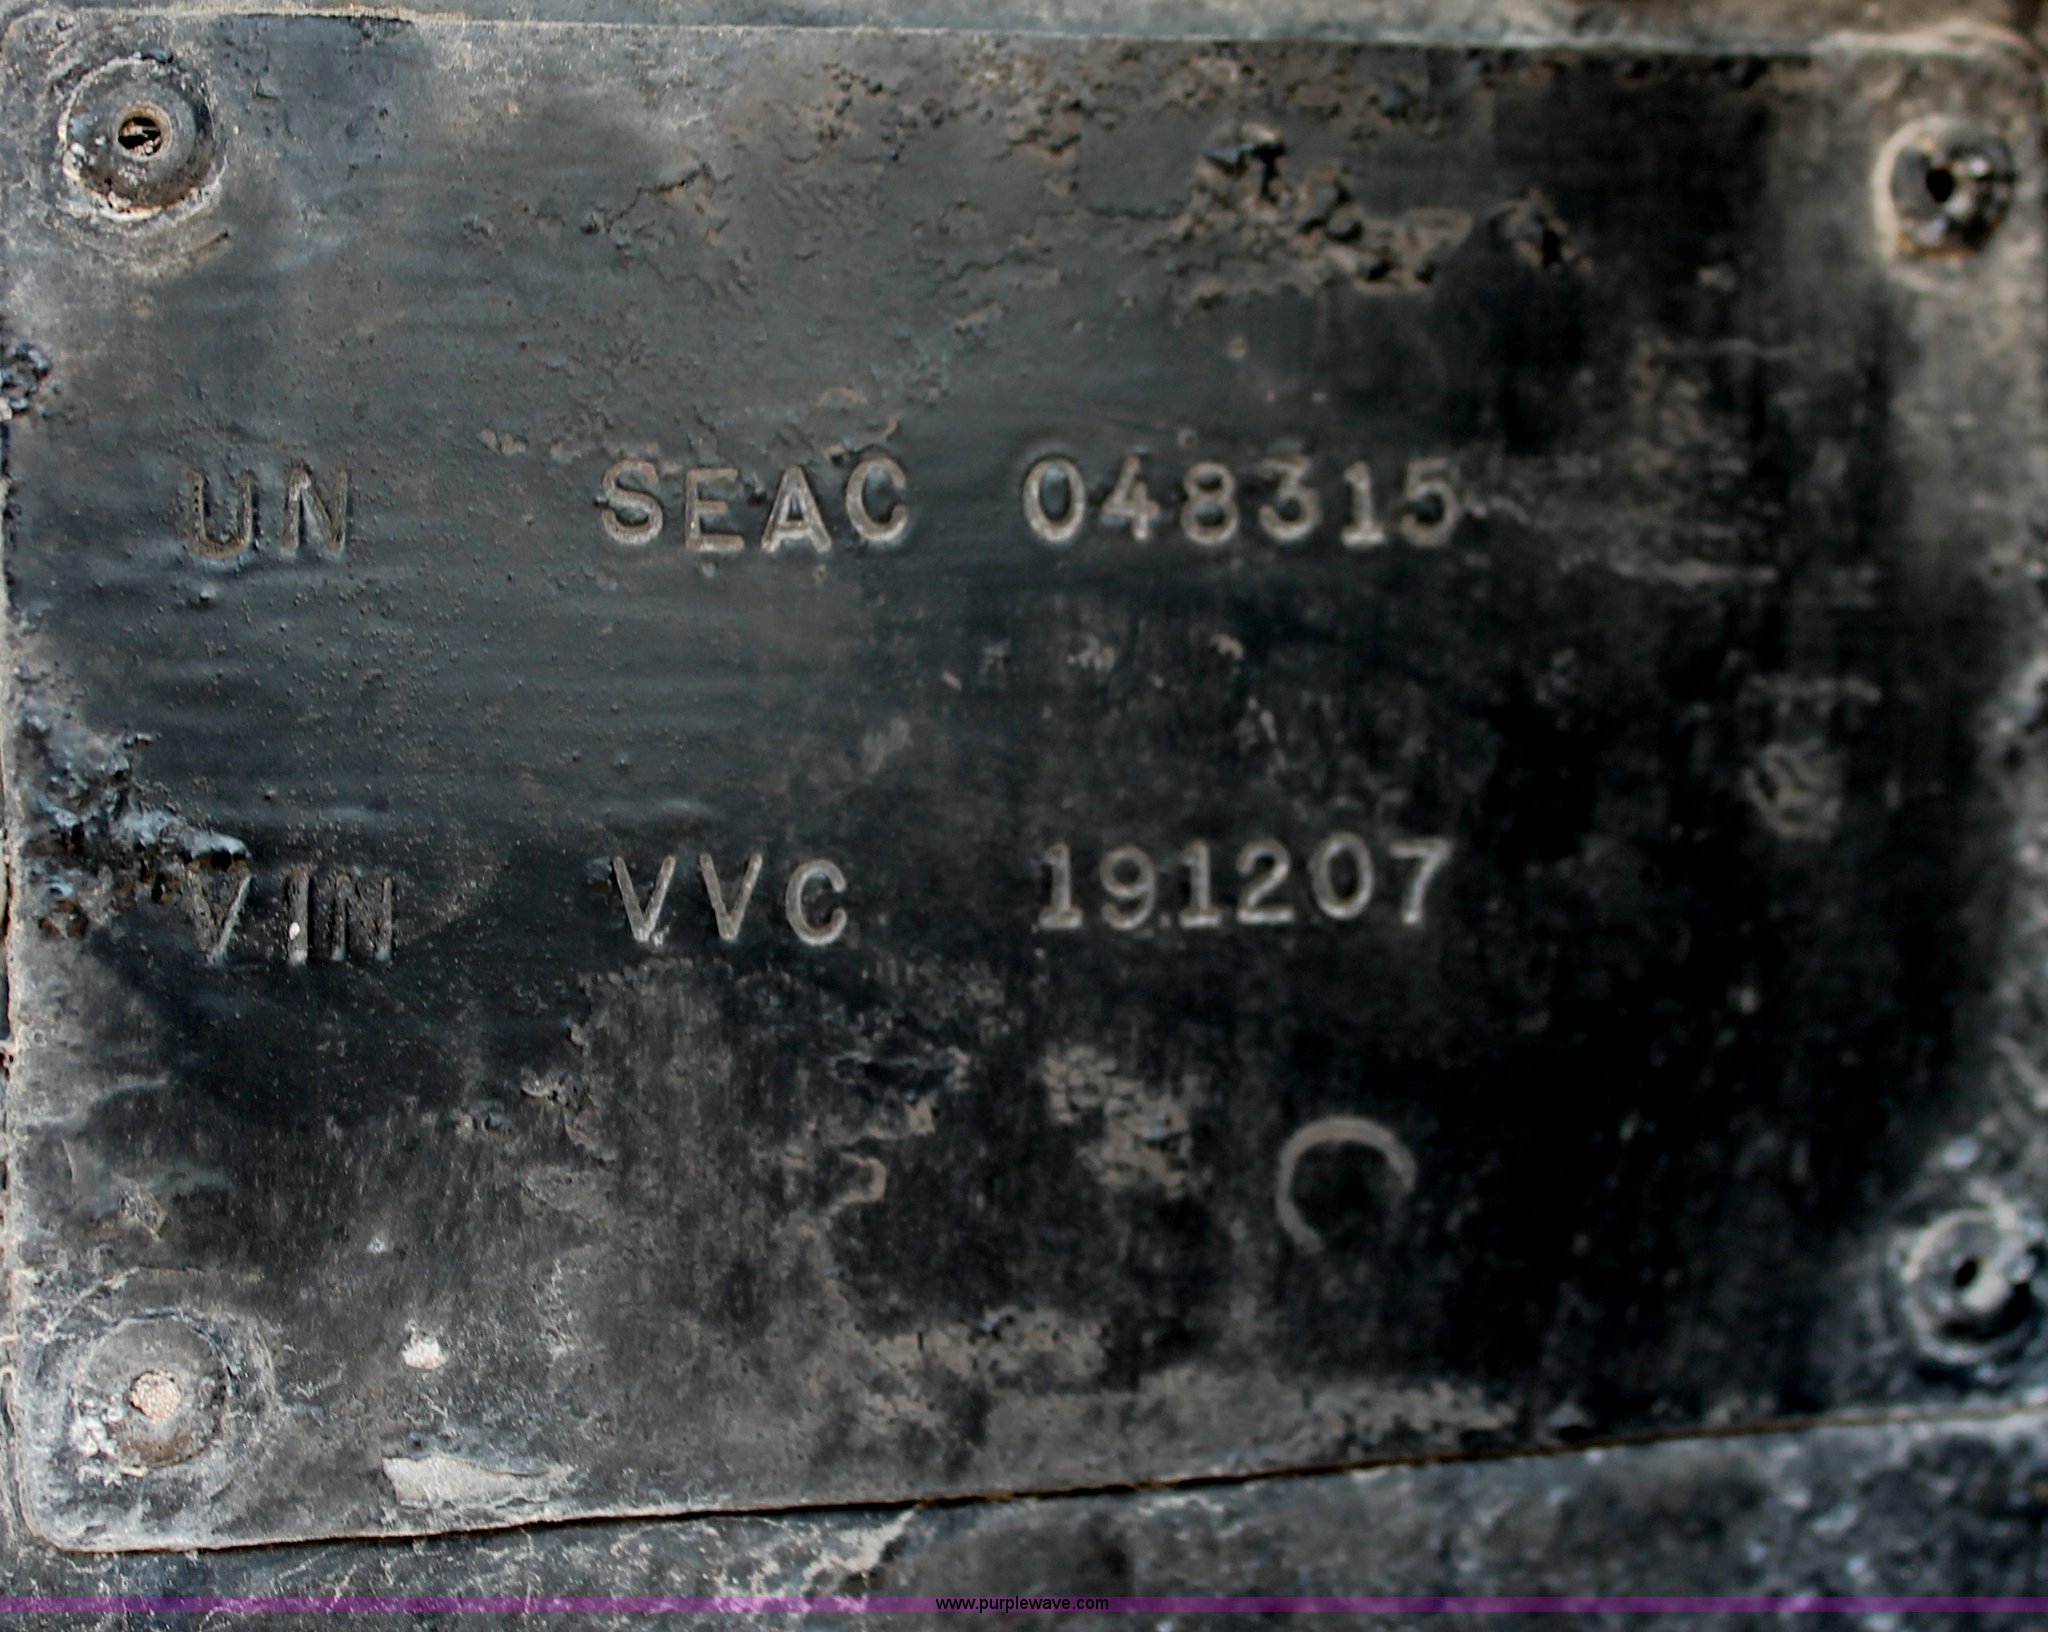 UN SEAC 048315
VIN VVC 191207
www.purplewave.com